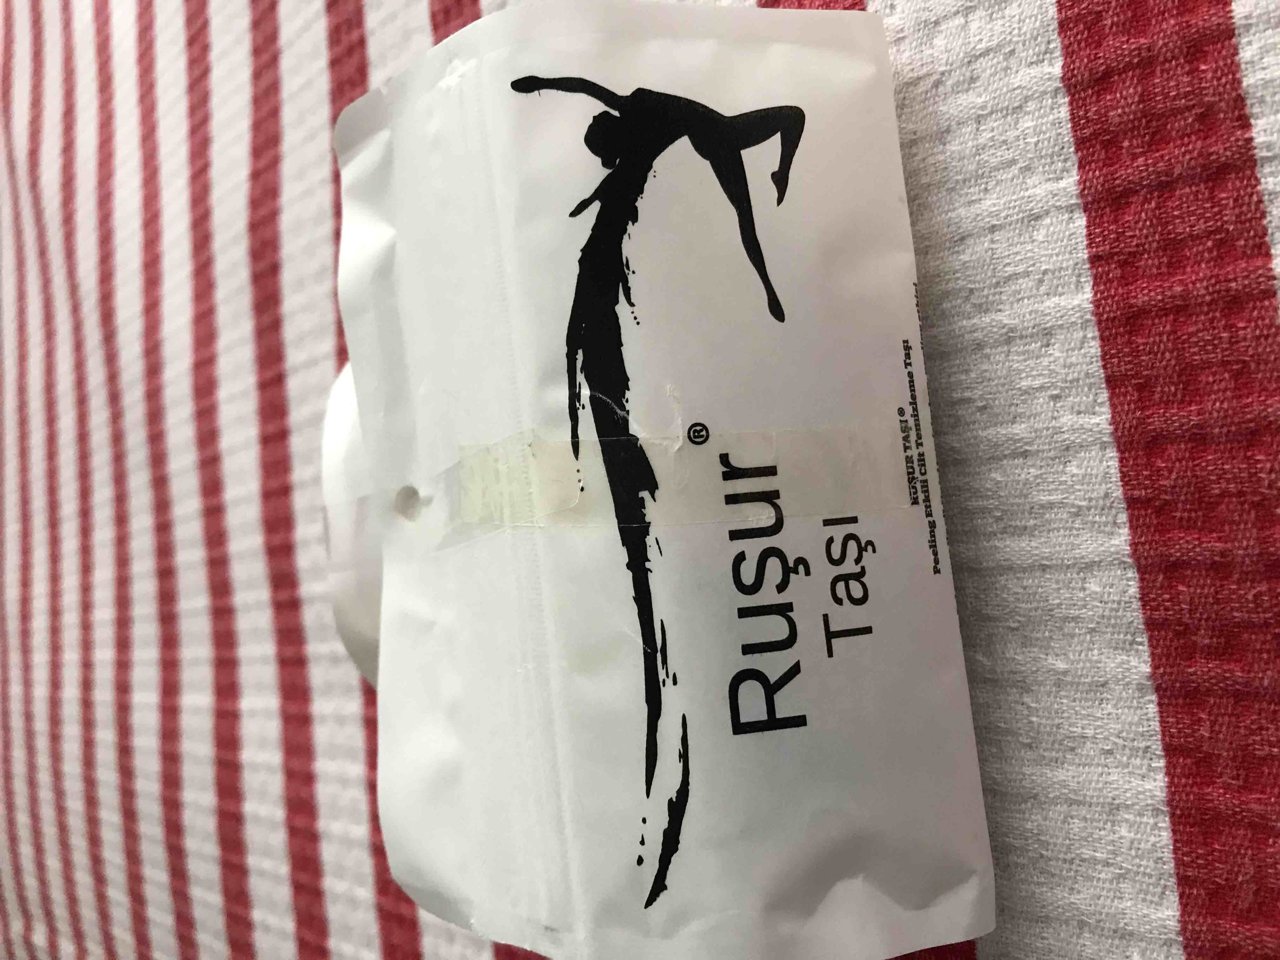 Ruşur ®
Taşı
RUŞUR TAŞI ®
Peeling Etkili Cilt Temizleme Taşı